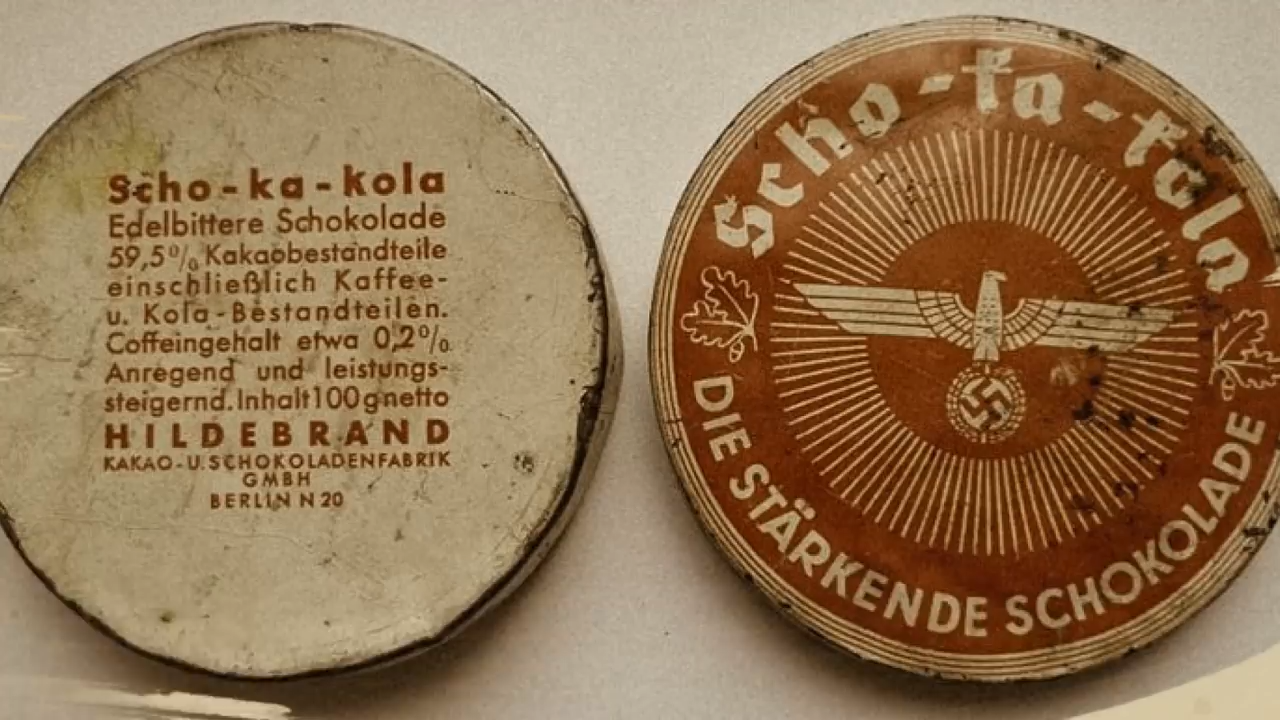 Scho-ka-kola
Edelbittere Schokolade
59,5% Kakaobestandteile
einschließlich Kaffee-
u. Kola-Bestandteilen.
Coffeingehalt etwa 0,2%
Anregend und leistungs-
steigernd. Inhalt 100 g netto
HILDEBRAND
KAKAO-U.SCHOKOLADENFABRIK
GMBH
BERLIN N 20
Scho-ka-kola
DIE STÄRKENDE SCHOKOLADE